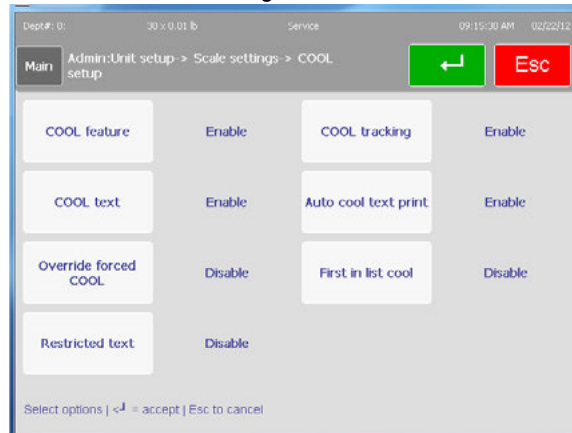 Dept#: 0: 30 x 0.01 lb Service 09:15:30 AM 02/22/12
Main Admin:Unit setup-> Scale settings-> COOL setup
Esc
COOL feature Enable COOL tracking Enable
COOL text Enable Auto cool text print Enable
Override forced COOL Disable First in list cool Disable
Restricted text Disable
Select options | <┘ = accept | Esc to cancel